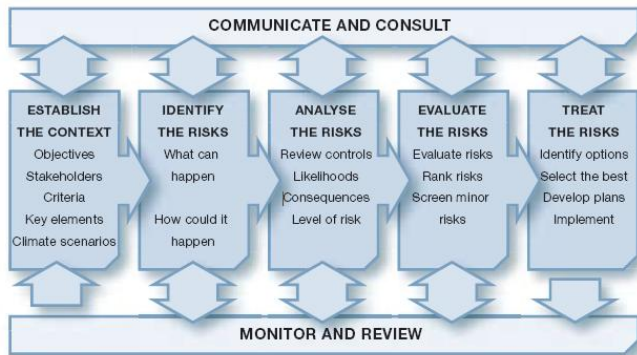 COMMUNICATE AND CONSULT
ESTABLISH
THE CONTEXT
Objectives
Stakeholders
Criteria
Key elements
Climate scenarios
IDENTIFY
THE RISKS
What can
happen
How could it
happen
ANALYSE
THE RISKS
Review controls
Likelihoods
Consequences
Level of risk
EVALUATE
THE RISKS
Evaluate risks
Rank risks
Screen minor
risks
TREAT
THE RISKS
Identify options
Select the best
Develop plans
Implement
MONITOR AND REVIEW